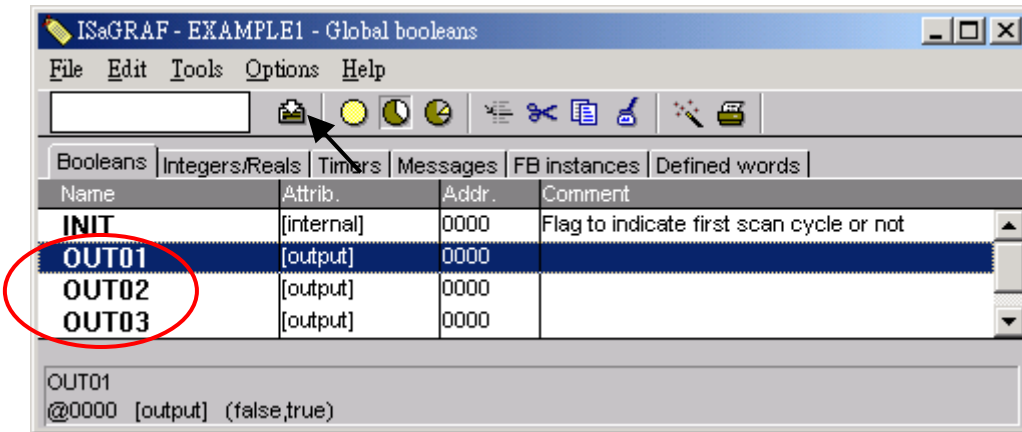 ISaGRAF - EXAMPLE1 - Global booleans
File Edit Tools Options Help
Booleans Integers/Reals Timers Messages FB instances Defined words
Name Attrib. Addr. Comment
INIT [internal] 0000 Flag to indicate first scan cycle or not
OUT01 [output] 0000
OUT02 [output] 0000
OUT03 [output] 0000
OUT01
@0000 [output] (false,true)